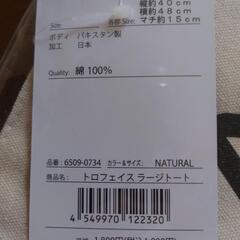 Size: 各部 Size: 縦約40cm
横約48cm
マチ約15cm
ボディ パキスタン製
加工 日本
Quality: 綿 100%
品番: 6509-0734 カラー&サイズ: NATURAL
商品名: トロフェイス ラージトート
4 549970 122320